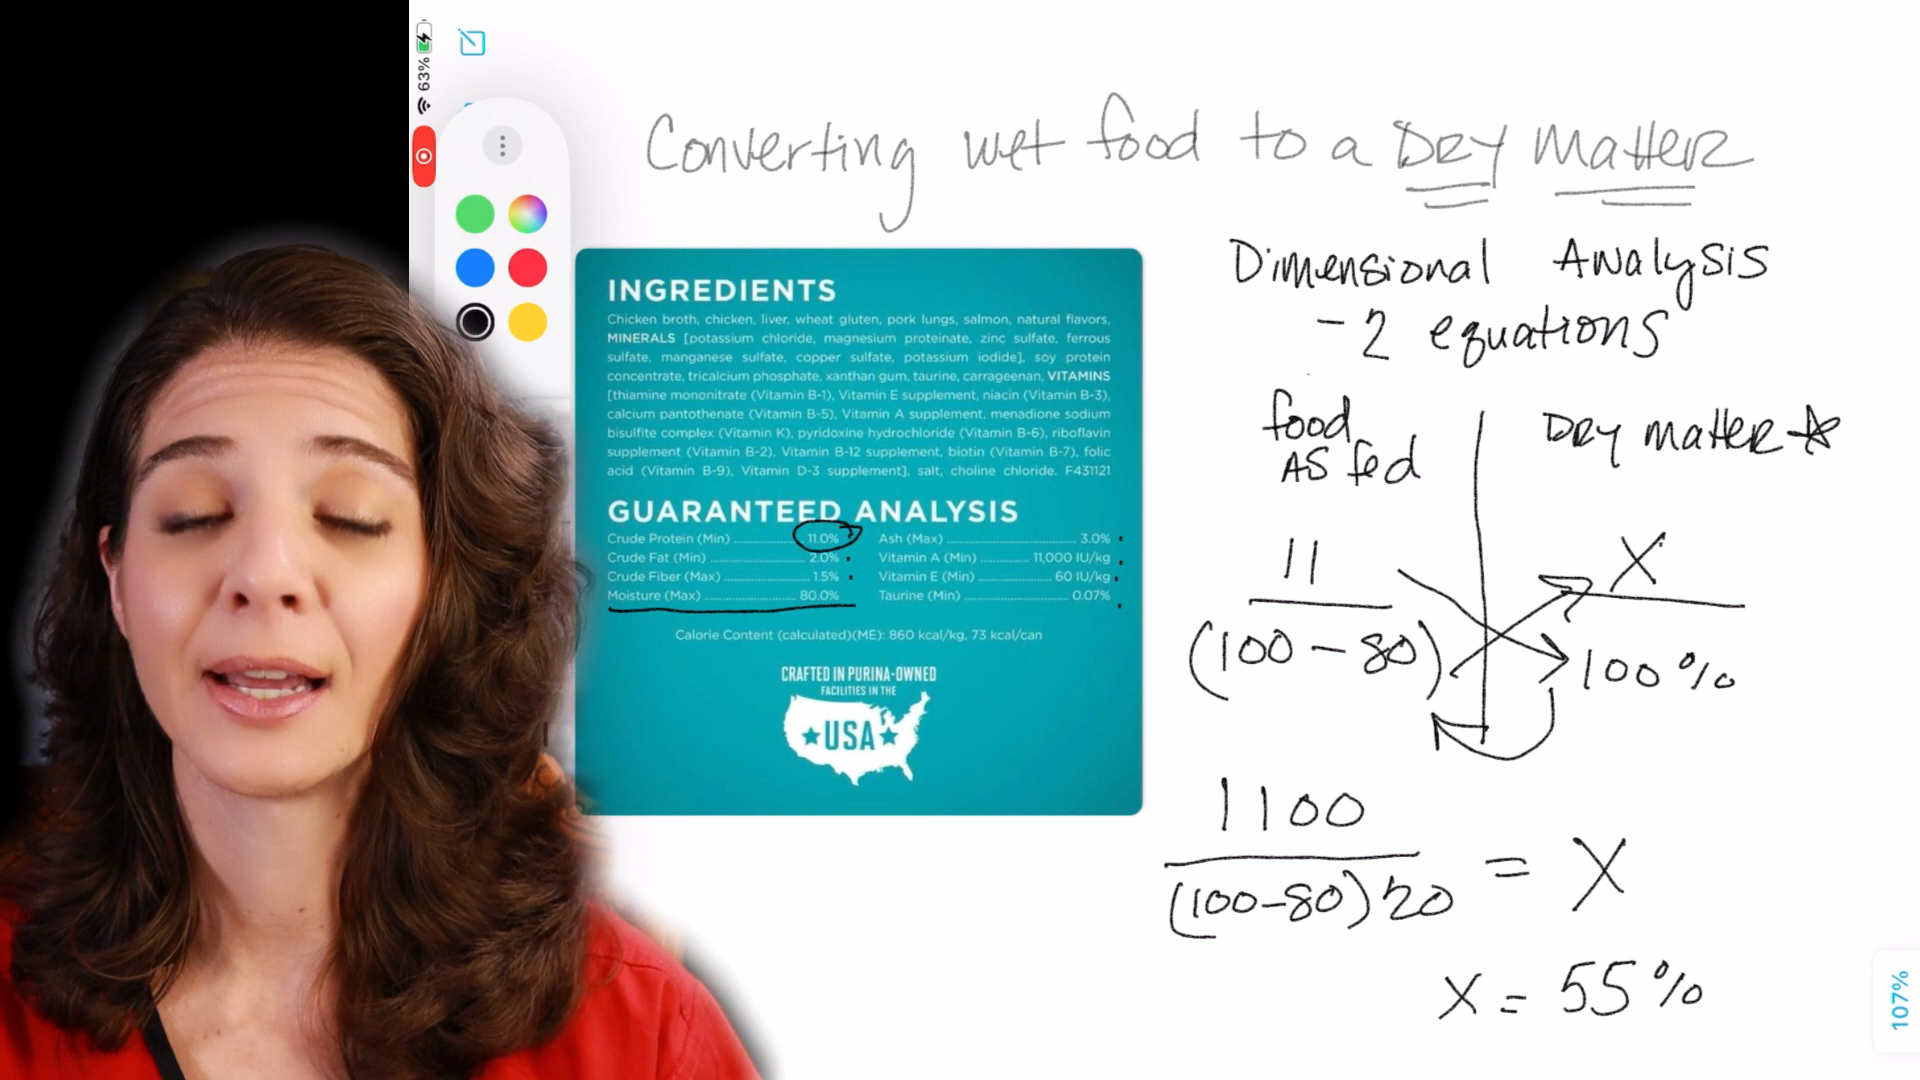 63%
Converting wet food to a DRY Matter
INGREDIENTS
Chicken broth, chicken, liver, wheat gluten, pork lungs, salmon, natural flavors,
MINERALS [potassium chloride, magnesium proteinate, zinc sulfate, ferrous
sulfate, manganese sulfate, copper sulfate, potassium iodide], soy protein
concentrate, tricalcium phosphate, xanthan gum, taurine, carrageenan, VITAMINS
[thiamine mononitrate (Vitamin B-1), Vitamin E supplement, niacin (Vitamin B-3),
calcium pantothenate (Vitamin B-5), Vitamin A supplement, menadione sodium
bisulfite complex (Vitamin K), pyridoxine hydrochloride (Vitamin B-6), riboflavin
supplement (Vitamin B-2), Vitamin B-12 supplement, biotin (Vitamin B-7), folic
acid (Vitamin B-9), Vitamin D-3 supplement], salt, choline chloride. F431121
GUARANTEED ANALYSIS
Crude Protein (Min) 11.0%
Crude Fat (Min) 2.0%
Crude Fiber (Max) 1.5%
Moisture (Max) 80.0%
Ash (Max) 3.0%
Vitamin A (Min) 11,000 IU/kg
Vitamin E (Min) 60 IU/kg
Taurine (Min) 0.07%
Calorie Content (calculated)(ME): 860 kcal/kg, 73 kcal/can
CRAFTED IN PURINA-OWNED
FACILITIES IN THE
USA
Dimensional Analysis
- 2 equations
food
AS fed
DRY matter
11
(100 - 80)
X
100%
1100
(100-80) 20
= X
X = 55%
107%